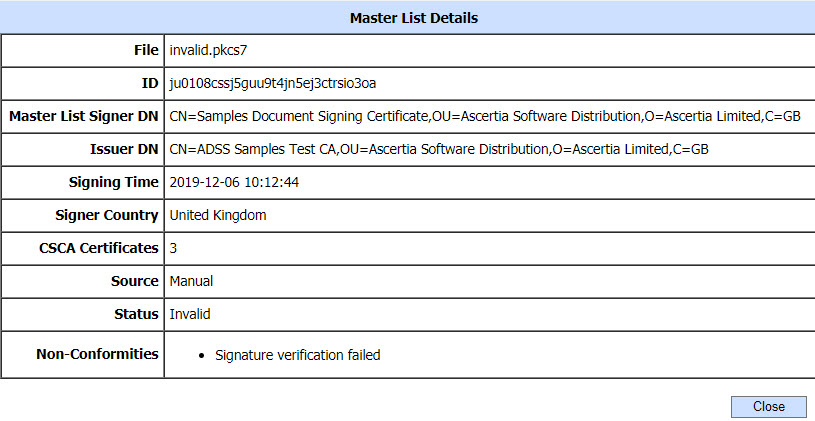 Master List Details
File invalid.pkcs7
ID ju0108cssj5guu9t4jn5ej3ctrsio3oa
Master List Signer DN CN=Samples Document Signing Certificate,OU=Ascertia Software Distribution,O=Ascertia Limited,C=GB
Issuer DN CN=ADSS Samples Test CA,OU=Ascertia Software Distribution,O=Ascertia Limited,C=GB
Signing Time 2019-12-06 10:12:44
Signer Country United Kingdom
CSCA Certificates 3
Source Manual
Status Invalid
Non-Conformities • Signature verification failed
Close